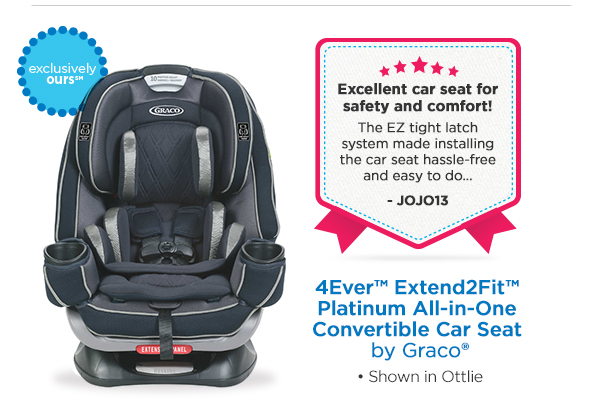 exclusively
ours℠
10
GRACO
EXTENSION PANEL
Excellent car seat for
safety and comfort!
The EZ tight latch
system made installing
the car seat hassle-free
and easy to do...
- JOJO13
4Ever™ Extend2Fit™
Platinum All-in-One
Convertible Car Seat
by Graco®
• Shown in Ottlie